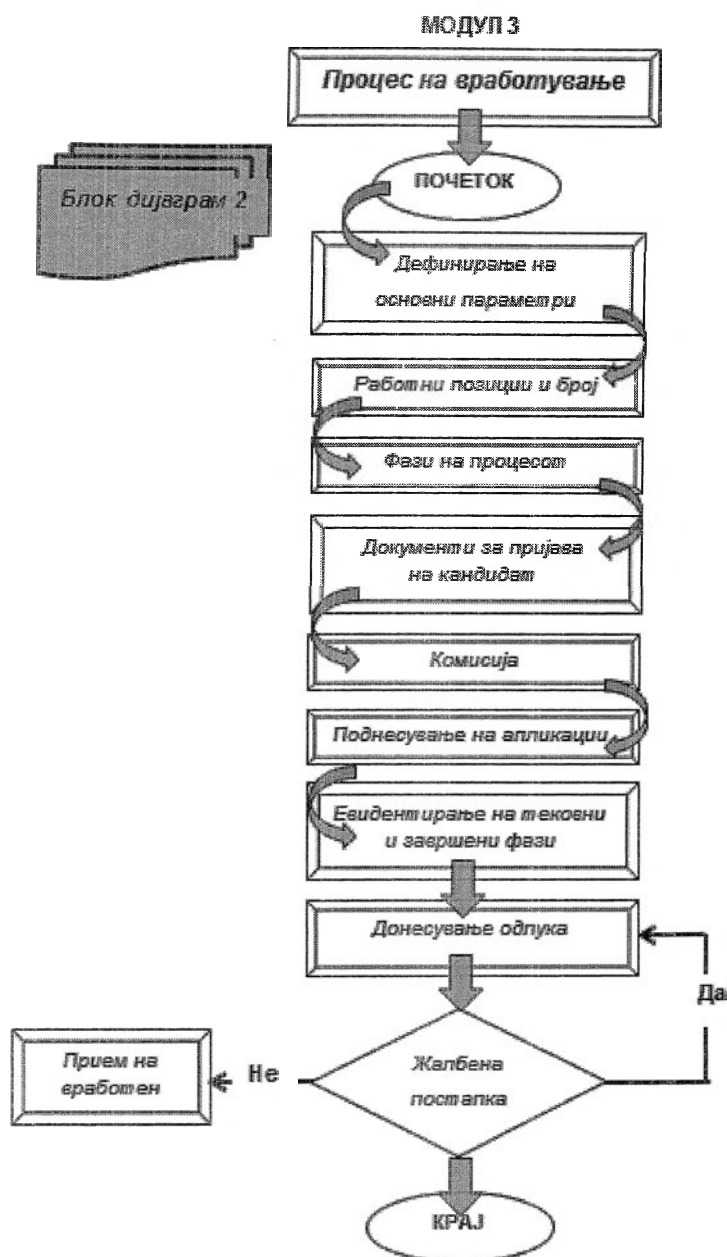 МОДУЛ 3
Процес на вработување
ПОЧЕТОК
Блок дијаграм 2
Дефинирање на
основни параметри
Работни позиции и број
Фази на процесот
Документи за пријава
на кандидат
Комисија
Поднесување на апликации
Евидентирање на тековни
и завршени фази
Донесување одлука
Да
Прием на
вработен
Не
Жалбена
постапка
КРАЈ